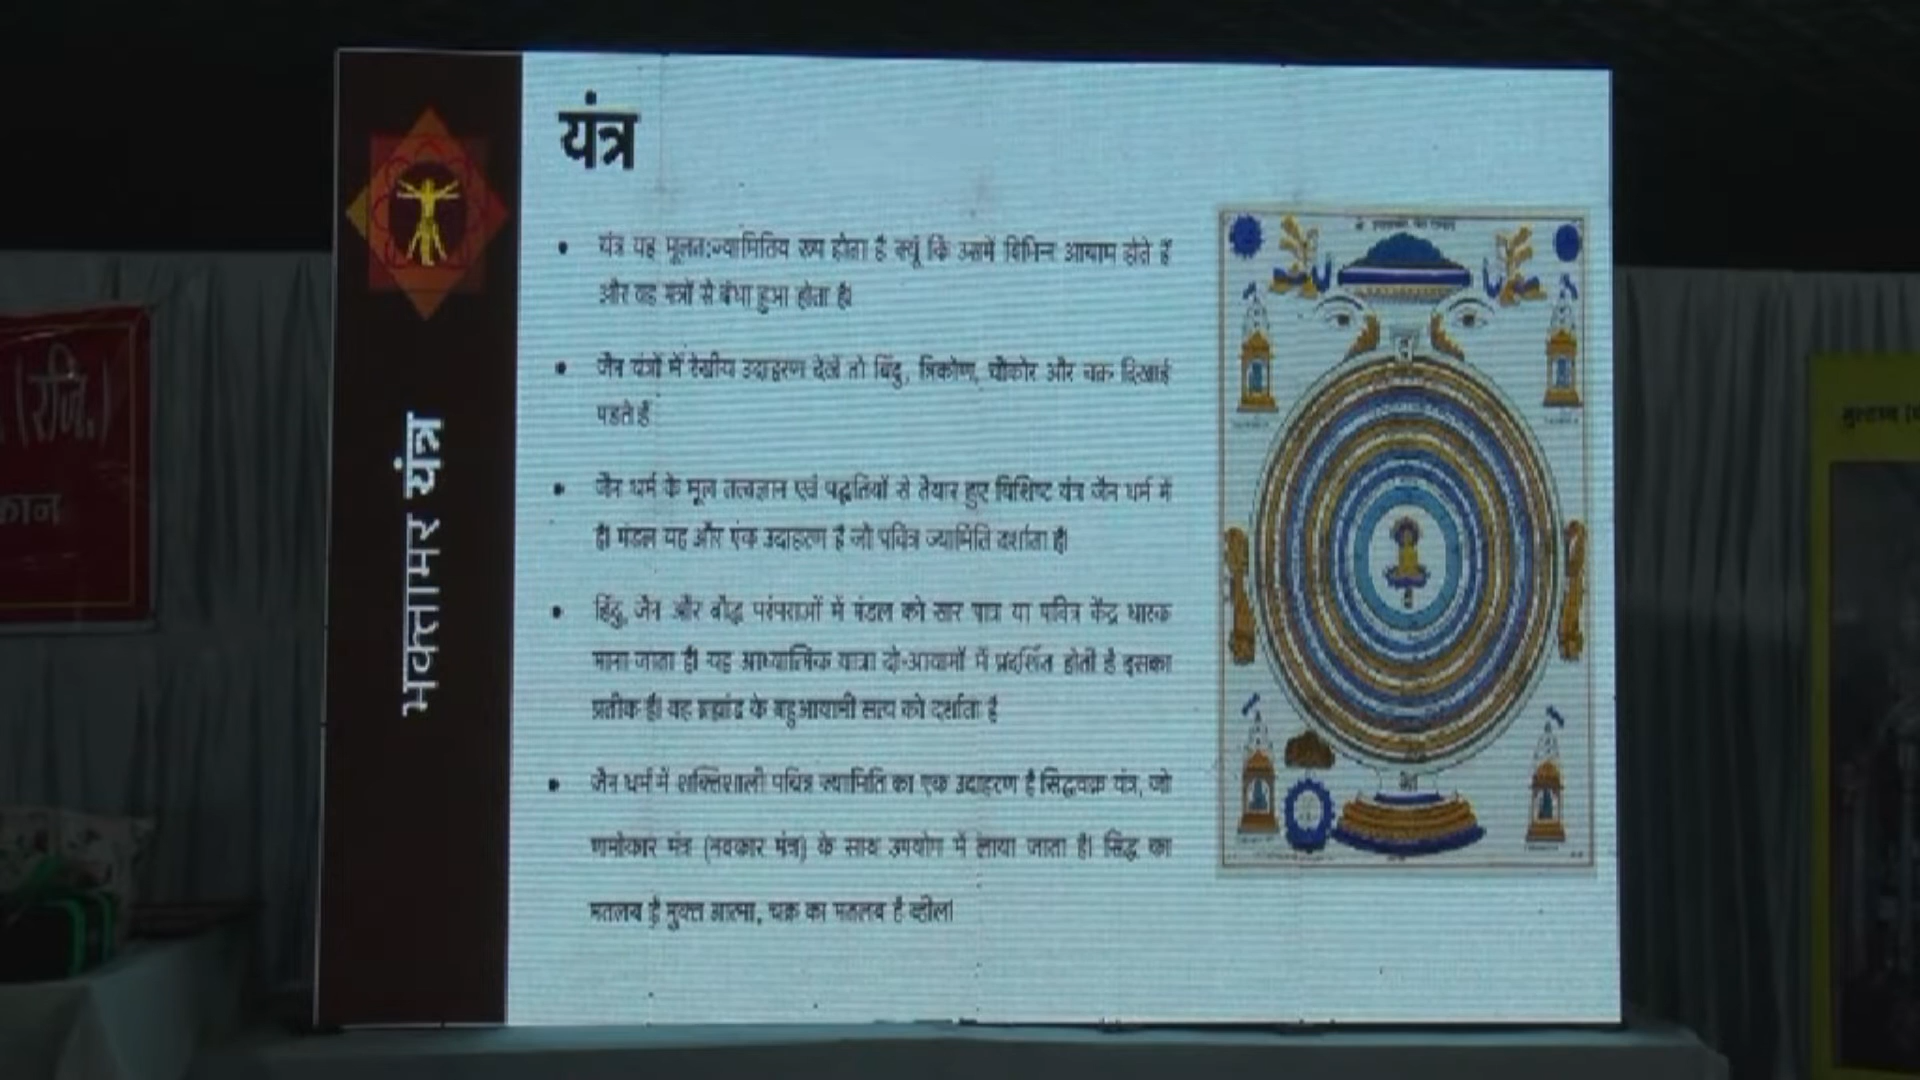 यंत्र
यंत्र यह मूलत:ज्यामितिय रूप होता है क्यूं कि उसमें विभिन्न आयाम होते हैं
और वह मंत्रों से बंधा हुआ होता है।
जैन यंत्रों में रेखीय उदाहरण देखें तो बिंदु, त्रिकोण, चौकोर और चक्र दिखाई
पडते है
जैन धर्म के मूल तत्वज्ञान एवं पद्धतियों से तैयार हुए विशिष्ट यंत्र जैन धर्म में
है। मंडल यह और एक उदाहरण है जो पवित्र ज्यामिति दर्शाता है।
हिंदु, जैन और बौद्ध परंपराओं में मंडल को सार पात्र या पवित्र केंद्र धारक
माना जाता है। यह आध्यात्मिक यात्रा दो-आयामों में प्रदर्शित होती है इसका
प्रतीक है। वह ब्रह्मांड के बहुआयामी सत्य को दर्शाता है
जैन धर्म में शक्तिशाली पवित्र ज्यामिति का एक उदाहरण है सिद्धचक्र यंत्र, जो
णमोकार मंत्र (नवकार मंत्र) के साथ उपयोग में लाया जाता है। सिद्ध का
मतलब है मुक्त आत्मा, चक्र का मतलब है व्हील।
भक्तामर यंत्र
(रजि.)